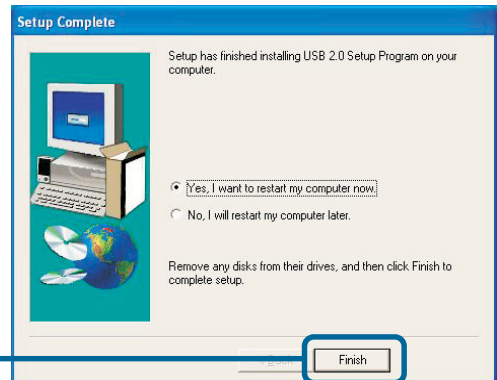 Setup Complete
Setup has finished installing USB 2.0 Setup Program on your
computer.
Yes, I want to restart my computer now.
No, I will restart my computer later.
Remove any disks from their drives, and then click Finish to
complete setup.
Finish